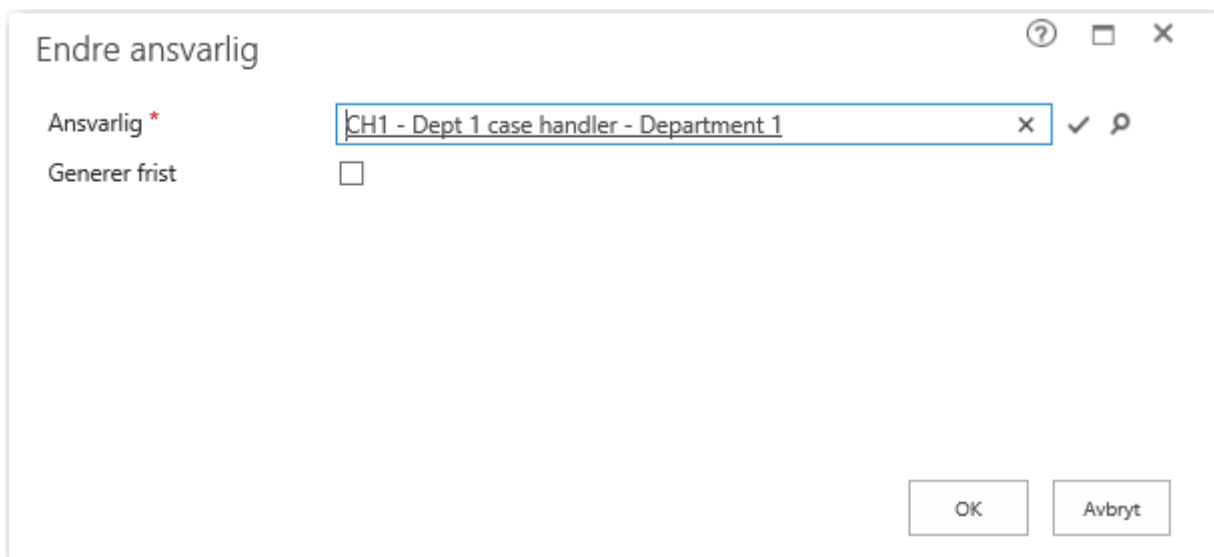 Endre ansvarlig
Ansvarlig *
CH1 - Dept 1 case handler - Department 1
Generer frist
OK
Avbryt